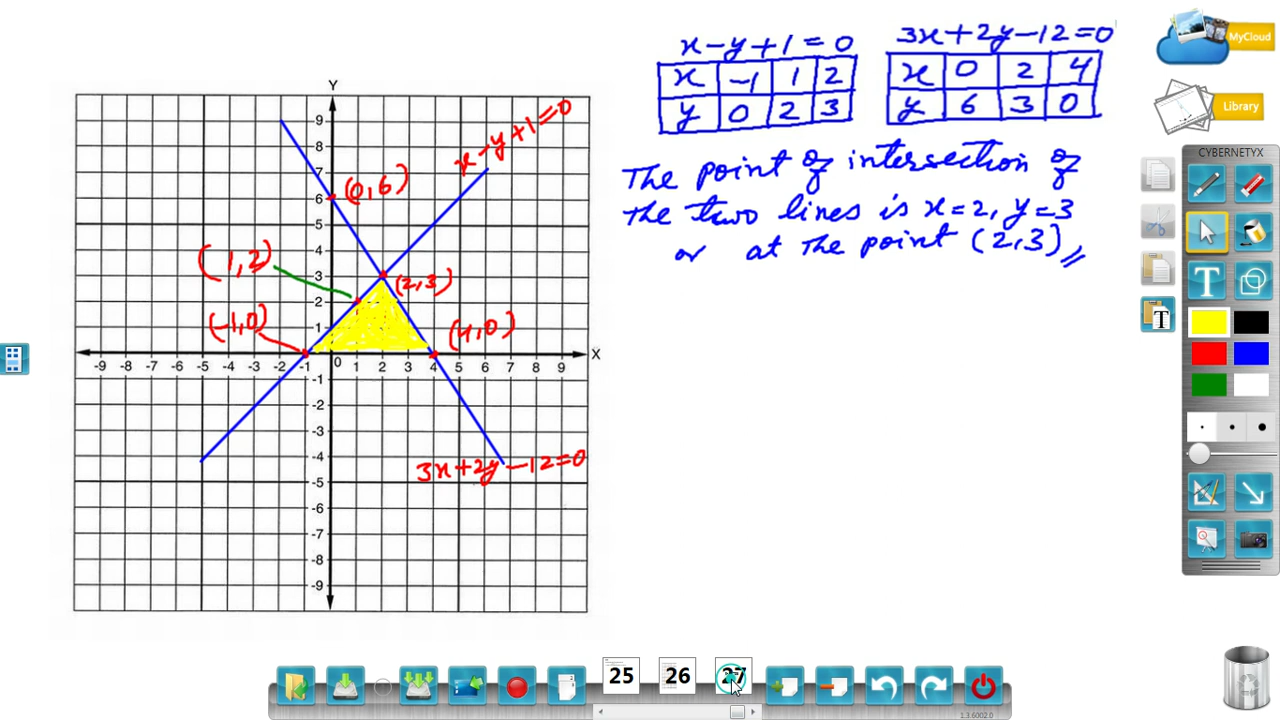 x-y+1=0
x -1 1 2
y 0 2 3
3x+2y-12=0
x 0 2 4
y 6 3 0
The point of intersection of
the two lines is x=2, y=3
or at the point (2,3)
Y
x-y+1=0
(0,6)
(1,2)
(2,3)
(-1,0)
(4,0)
X
3x+2y-12=0
9
8
7
6
5
4
3
2
1
-9 -8 -7 -6 -5 -4 -3 -2 -1 0 1 2 3 4 5 6 7 8 9
-1
-2
-3
-4
-5
-6
-7
-8
-9
MyCloud
Library
CYBERNETYX
T
T
25 26 27
1.3.6002.0